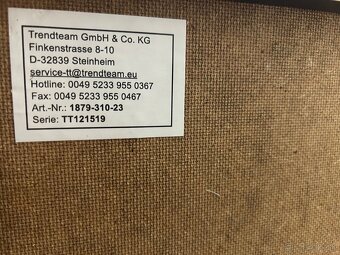 Trendteam GmbH & Co. KG
Finkenstrasse 8-10
D-32839 Steinheim
service-tt@trendteam.eu
Hotline: 0049 5233 955 0367
Fax: 0049 5233 955 0467
Art.-Nr.: 1879-310-23
Serie: TT121519